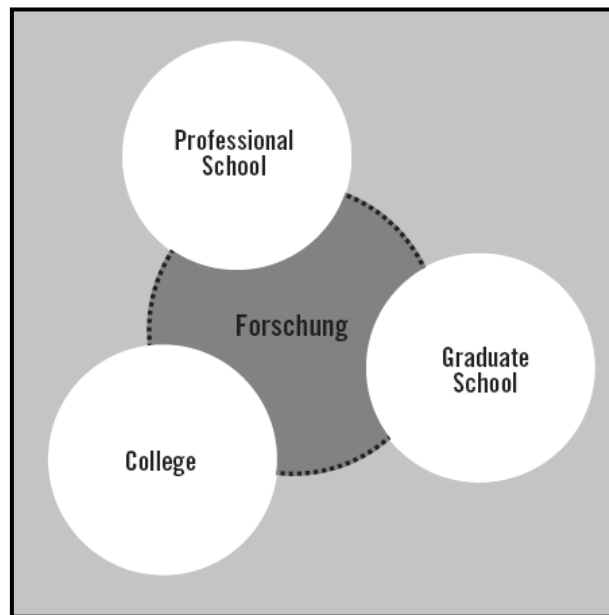 Professional
School
Forschung
Graduate
School
College